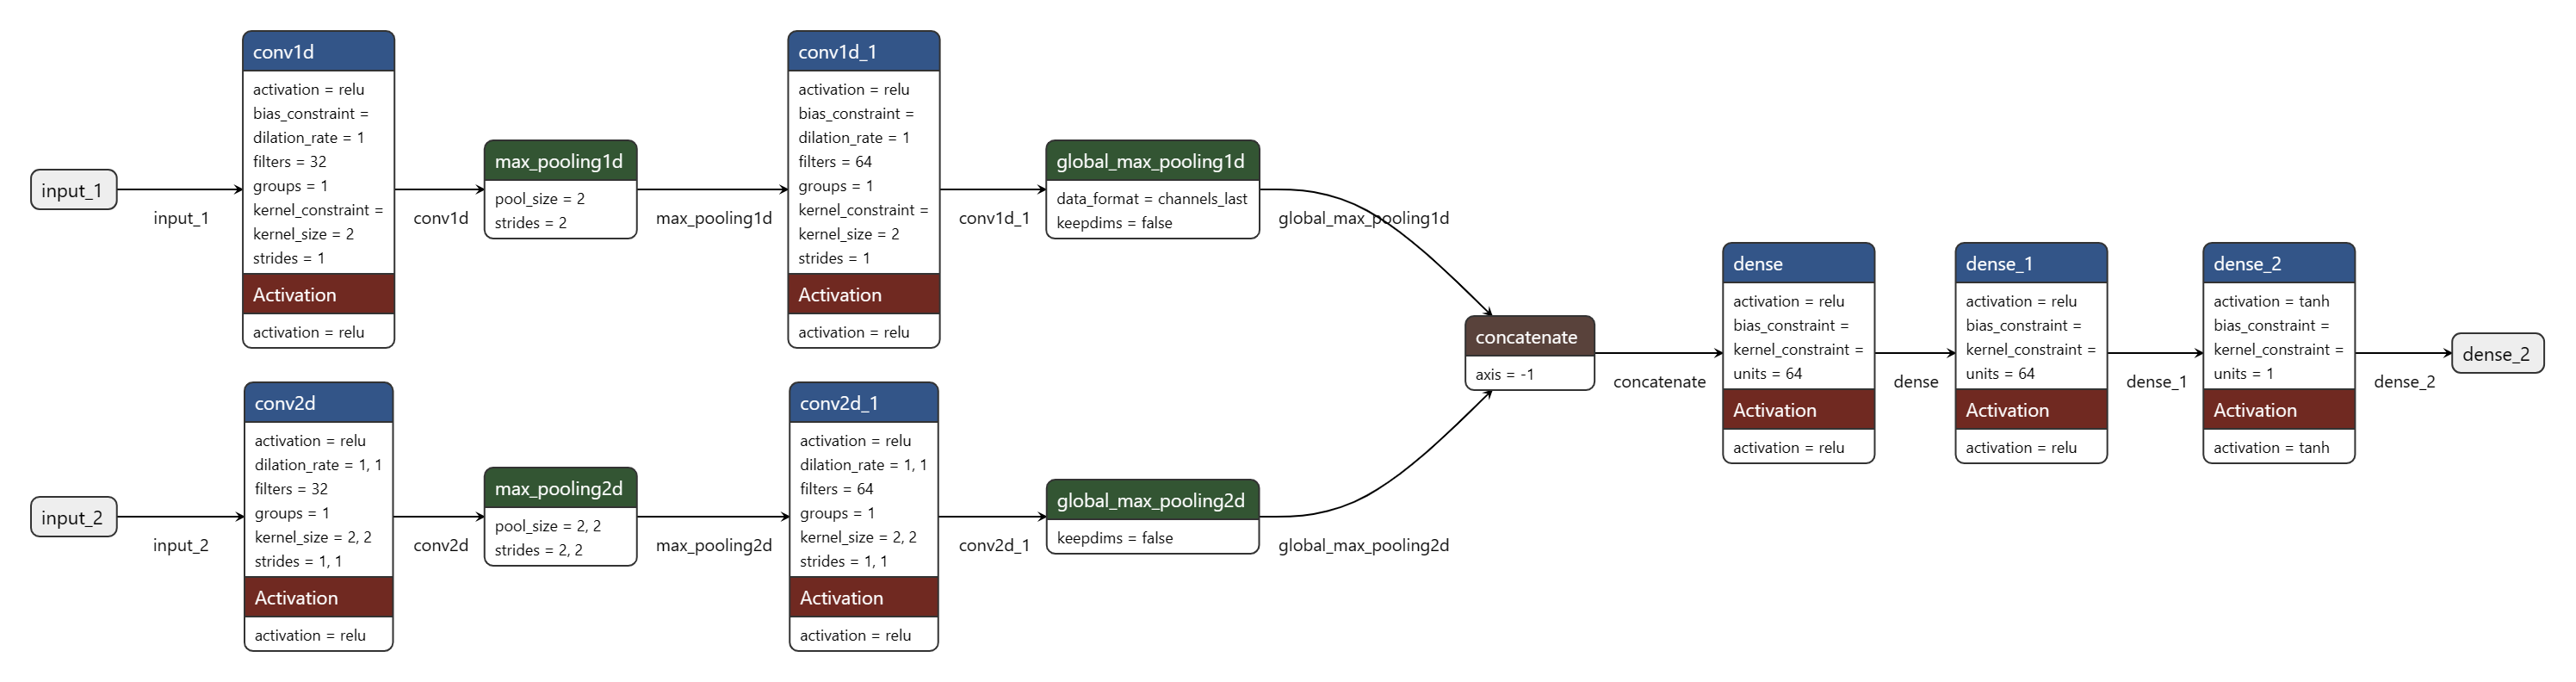 input_1
input_1
conv1d
activation = relu
bias_constraint =
dilation_rate = 1
filters = 32
groups = 1
kernel_constraint =
kernel_size = 2
strides = 1
Activation
activation = relu
conv1d
max_pooling1d
pool_size = 2
strides = 2
max_pooling1d
conv1d_1
activation = relu
bias_constraint =
dilation_rate = 1
filters = 64
groups = 1
kernel_constraint =
kernel_size = 2
strides = 1
Activation
activation = relu
conv1d_1
global_max_pooling1d
data_format = channels_last
keepdims = false
global_max_pooling1d
input_2
input_2
conv2d
activation = relu
dilation_rate = 1, 1
filters = 32
groups = 1
kernel_size = 2, 2
strides = 1, 1
Activation
activation = relu
conv2d
max_pooling2d
pool_size = 2, 2
strides = 2, 2
max_pooling2d
conv2d_1
activation = relu
dilation_rate = 1, 1
filters = 64
groups = 1
kernel_size = 2, 2
strides = 1, 1
Activation
activation = relu
conv2d_1
global_max_pooling2d
keepdims = false
global_max_pooling2d
concatenate
axis = -1
concatenate
dense
activation = relu
bias_constraint =
kernel_constraint =
units = 64
Activation
activation = relu
dense
dense_1
activation = relu
bias_constraint =
kernel_constraint =
units = 64
Activation
activation = relu
dense_1
dense_2
activation = tanh
bias_constraint =
kernel_constraint =
units = 1
Activation
activation = tanh
dense_2
dense_2